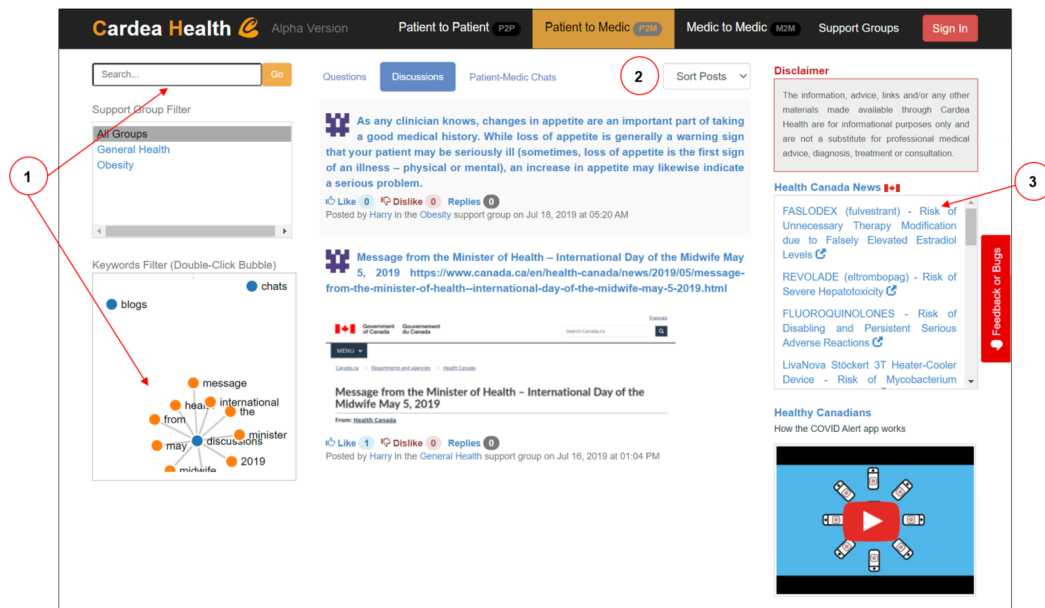 Cardea Health Alpha Version Patient to Patient P2P Patient to Medic P2M Medic to Medic M2M Support Groups Sign In
Search... Go
Support Group Filter
All Groups
General Health
Obesity
1
Keywords Filter (Double-Click Bubble)
chats
blogs
message
international
the
from
minister
may discussions
2019
midwife
Questions Discussions Patient-Medic Chats 2 Sort Posts
As any clinician knows, changes in appetite are an important part of taking
a good medical history. While loss of appetite is generally a warning sign
that your patient may be seriously ill (sometimes, loss of appetite is the first sign
of an illness – physical or mental), an increase in appetite may likewise indicate
a serious problem.
Like 0 Dislike 0 Replies 0
Posted by Harry in the Obesity support group on Jul 18, 2019 at 05:20 AM
Message from the Minister of Health – International Day of the Midwife May
5, 2019 https://www.canada.ca/en/health-canada/news/2019/05/message-
from-the-minister-of-health--international-day-of-the-midwife-may-5-2019.html
Français
Government Gouvernement
of Canada du Canada
Search Canada.ca
MENU
Canada.ca Departments and agencies Health Canada
Message from the Minister of Health – International Day of the
Midwife May 5, 2019
From: Health Canada
Like 1 Dislike 0 Replies 0
Posted by Harry in the General Health support group on Jul 16, 2019 at 01:04 PM
Disclaimer
The information, advice, links and/or any other
materials made available through Cardea
Health are for informational purposes only and
are not a substitute for professional medical
advice, diagnosis, treatment or consultation.
Health Canada News
3
FASLODEX (fulvestrant) - Risk of
Unnecessary Therapy Modification
due to Falsely Elevated Estradiol
Levels
REVOLADE (eltrombopag) - Risk of
Severe Hepatotoxicity
FLUOROQUINOLONES - Risk of
Disabling and Persistent Serious
Adverse Reactions
LivaNova Stöckert 3T Heater-Cooler
Device - Risk of Mycobacterium
Feedback or Bugs
Healthy Canadians
How the COVID Alert app works